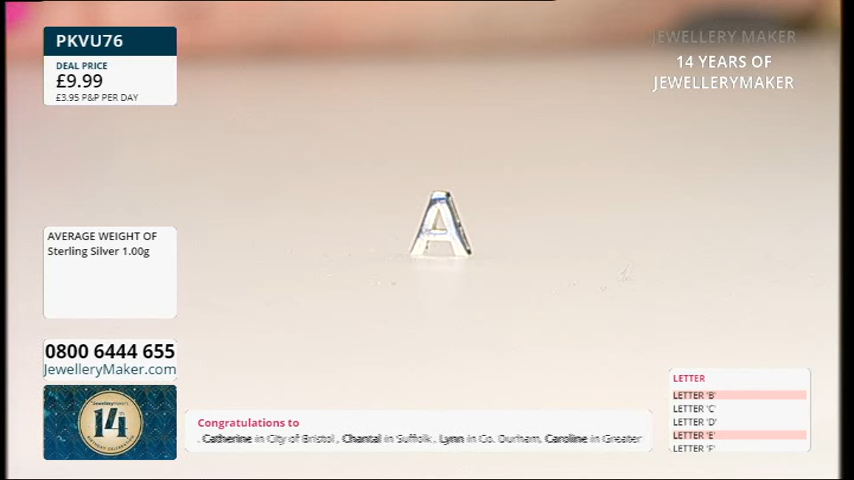 PKVU76
DEAL PRICE
£9.99
£3.95 P&P PER DAY
JEWELLERY MAKER
14 YEARS OF
JEWELLERYMAKER
A
AVERAGE WEIGHT OF
Sterling Silver 1.00g
0800 6444 655
JewelleryMaker.com
14
Congratulations to
. Catherine in City of Bristol , Chantal in Suffolk , Lynn in Co. Durham, Caroline in Greater
LETTER
LETTER 'B'
LETTER 'C'
LETTER 'D'
LETTER 'E'
LETTER 'F'